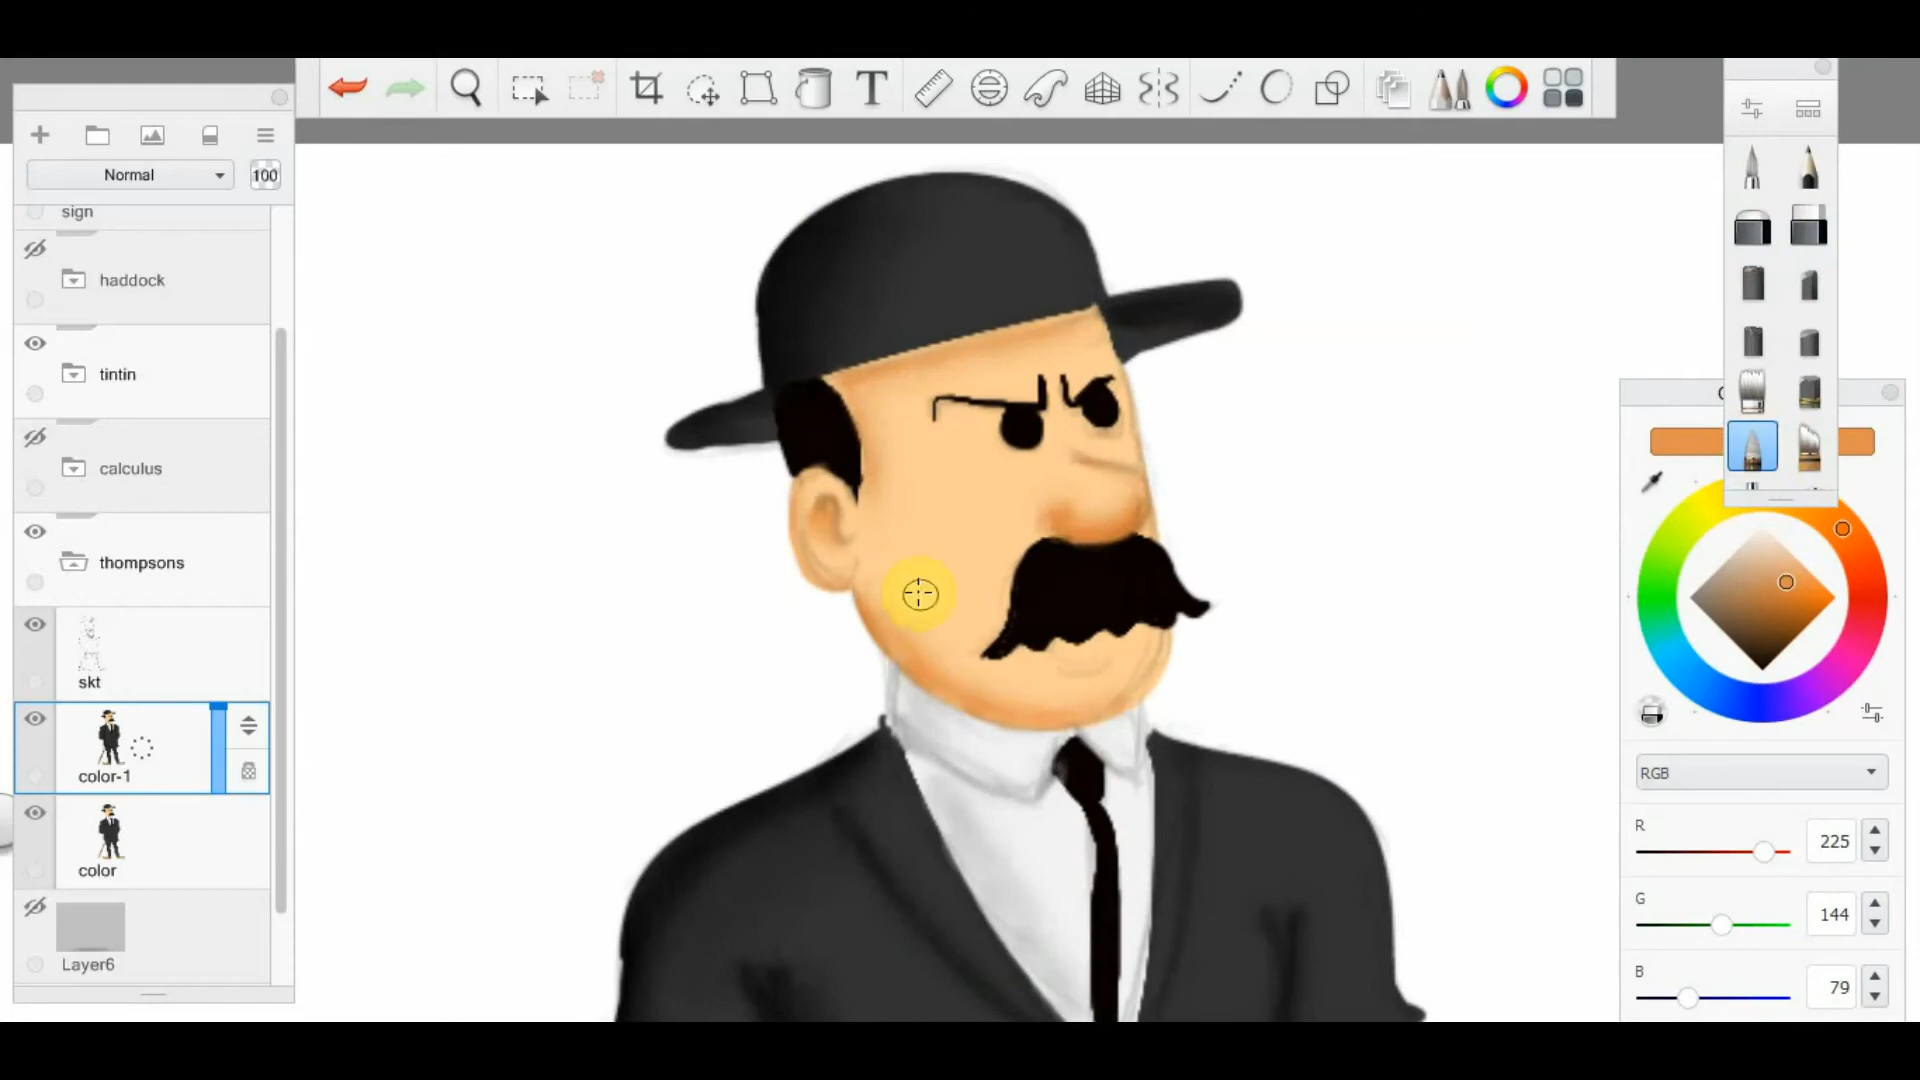 Normal
100
sign
haddock
tintin
calculus
thompsons
skt
color-1
color
Layer6
T
C
RGB
R
225
G
144
B
79